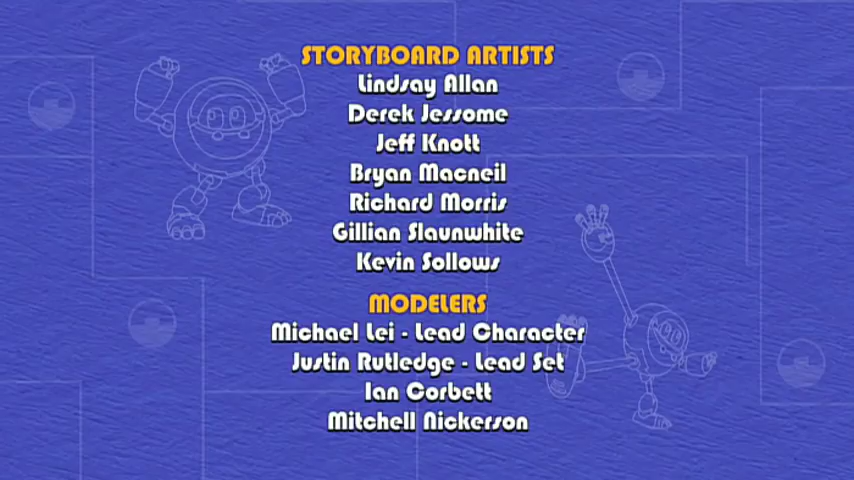 STORYBOARD ARTISTS
Lindsay Allan
Derek Jessome
Jeff Knott
Bryan Macneil
Richard Morris
Gillian Slaunwhite
Kevin Sollows
MODELERS
Michael Lei - Lead Character
Justin Rutledge - Lead Set
Ian Corbett
Mitchell Nickerson